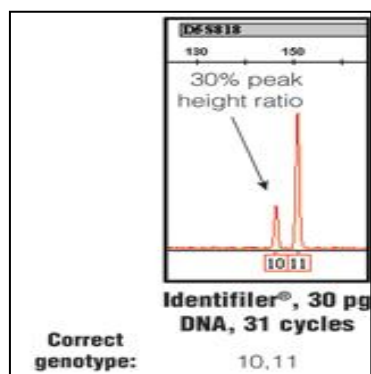 D5S818
130 150
30% peak
height ratio
10 11
Identifiler®, 30 pg
DNA, 31 cycles
Correct
genotype: 10,11